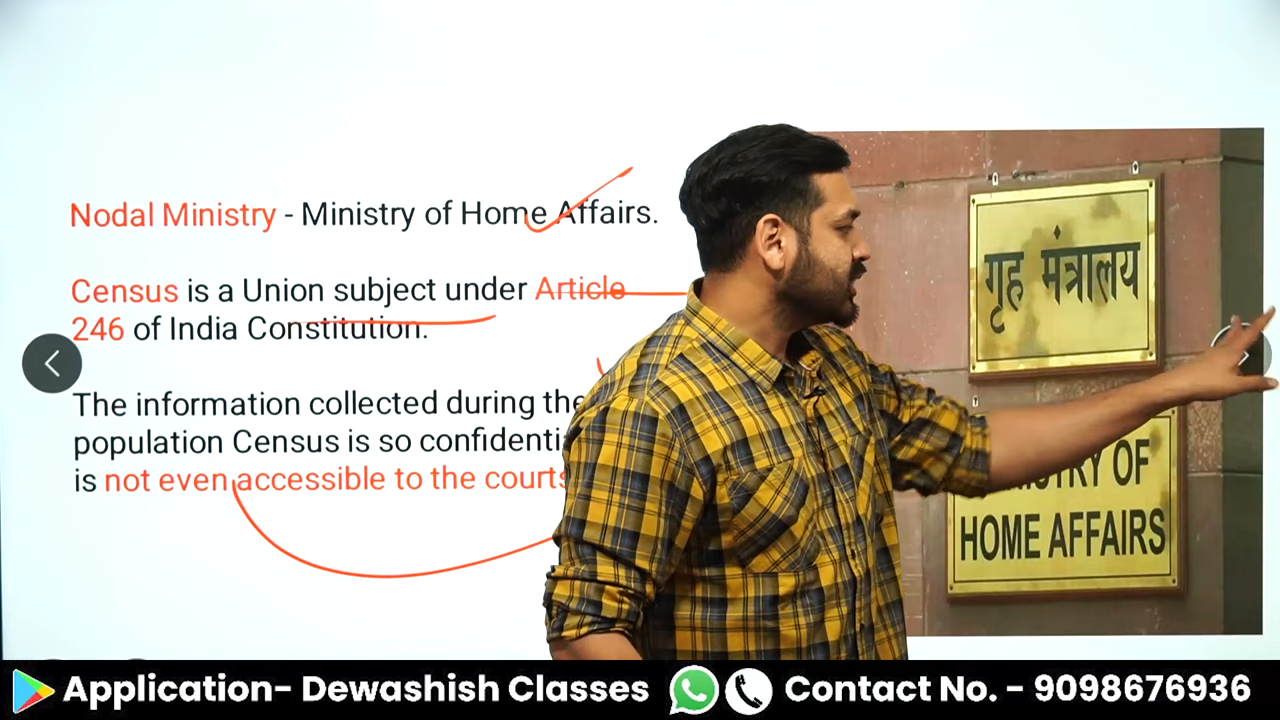 Nodal Ministry - Ministry of Home Affairs.
Census is a Union subject under Article
246 of India Constitution.
The information collected during the
population Census is so
is not even accessible to the courts
गृह मंत्रालय
OF
HOME AFFAIRS
Application- Dewashish Classes
Contact No. - 9098676936